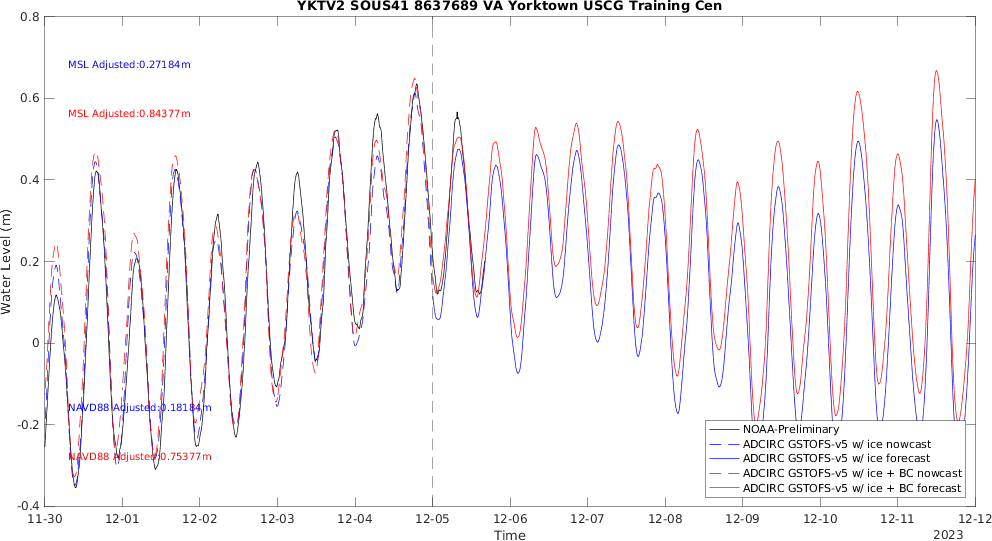 YKTV2 SOUS41 8637689 VA Yorktown USCG Training Cen
0.8
0.6
0.4
0.2
0
-0.2
-0.4
Water Level (m)
MSL Adjusted:0.27184m
MSL Adjusted:0.84377m
NAVD88 Adjusted:0.18184m
NAVD88 Adjusted:0.75377m
NOAA-Preliminary
ADCIRC GSTOFS-v5 w/ ice nowcast
ADCIRC GSTOFS-v5 w/ ice forecast
ADCIRC GSTOFS-v5 w/ ice + BC nowcast
ADCIRC GSTOFS-v5 w/ ice + BC forecast
11-30 12-01 12-02 12-03 12-04 12-05 12-06 12-07 12-08 12-09 12-10 12-11 12-12
Time
2023